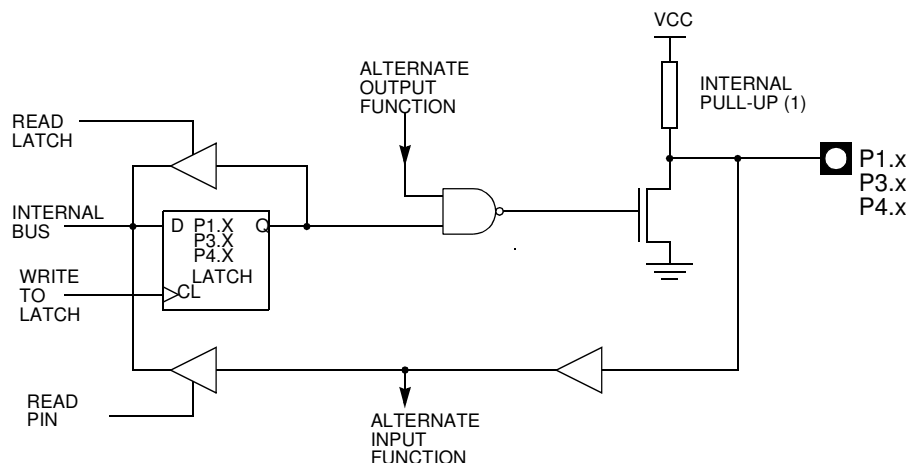 VCC
ALTERNATE
OUTPUT
FUNCTION
INTERNAL
PULL-UP (1)
READ
LATCH
P1.x
P3.x
P4.x
INTERNAL
BUS
D P1.X Q
P3.X
P4.X
LATCH
CL
WRITE
TO
LATCH
READ
PIN
ALTERNATE
INPUT
FUNCTION